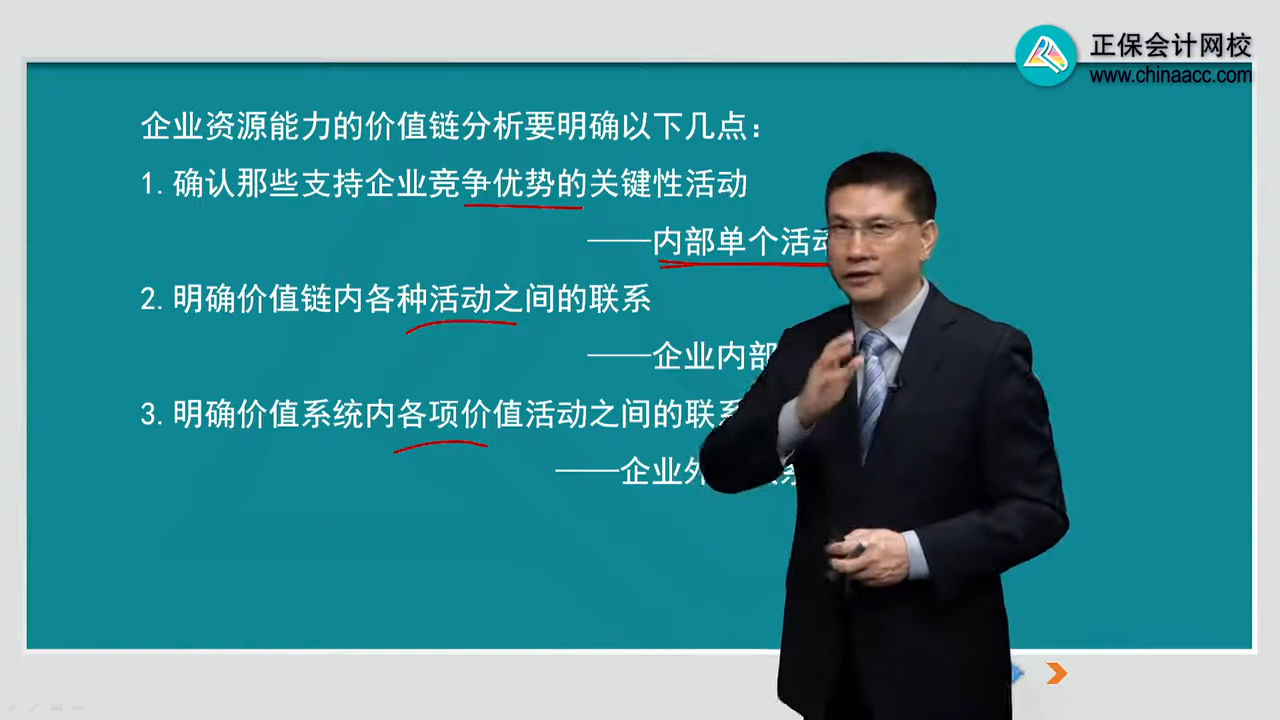 正保会计网校
www.chinaacc.com
企业资源能力的价值链分析要明确以下几点：
1.确认那些支持企业竞争优势的关键性活动
——内部单个活动
2.明确价值链内各种活动之间的联系
——企业内部
3.明确价值系统内各项价值活动之间的联系
——企业外